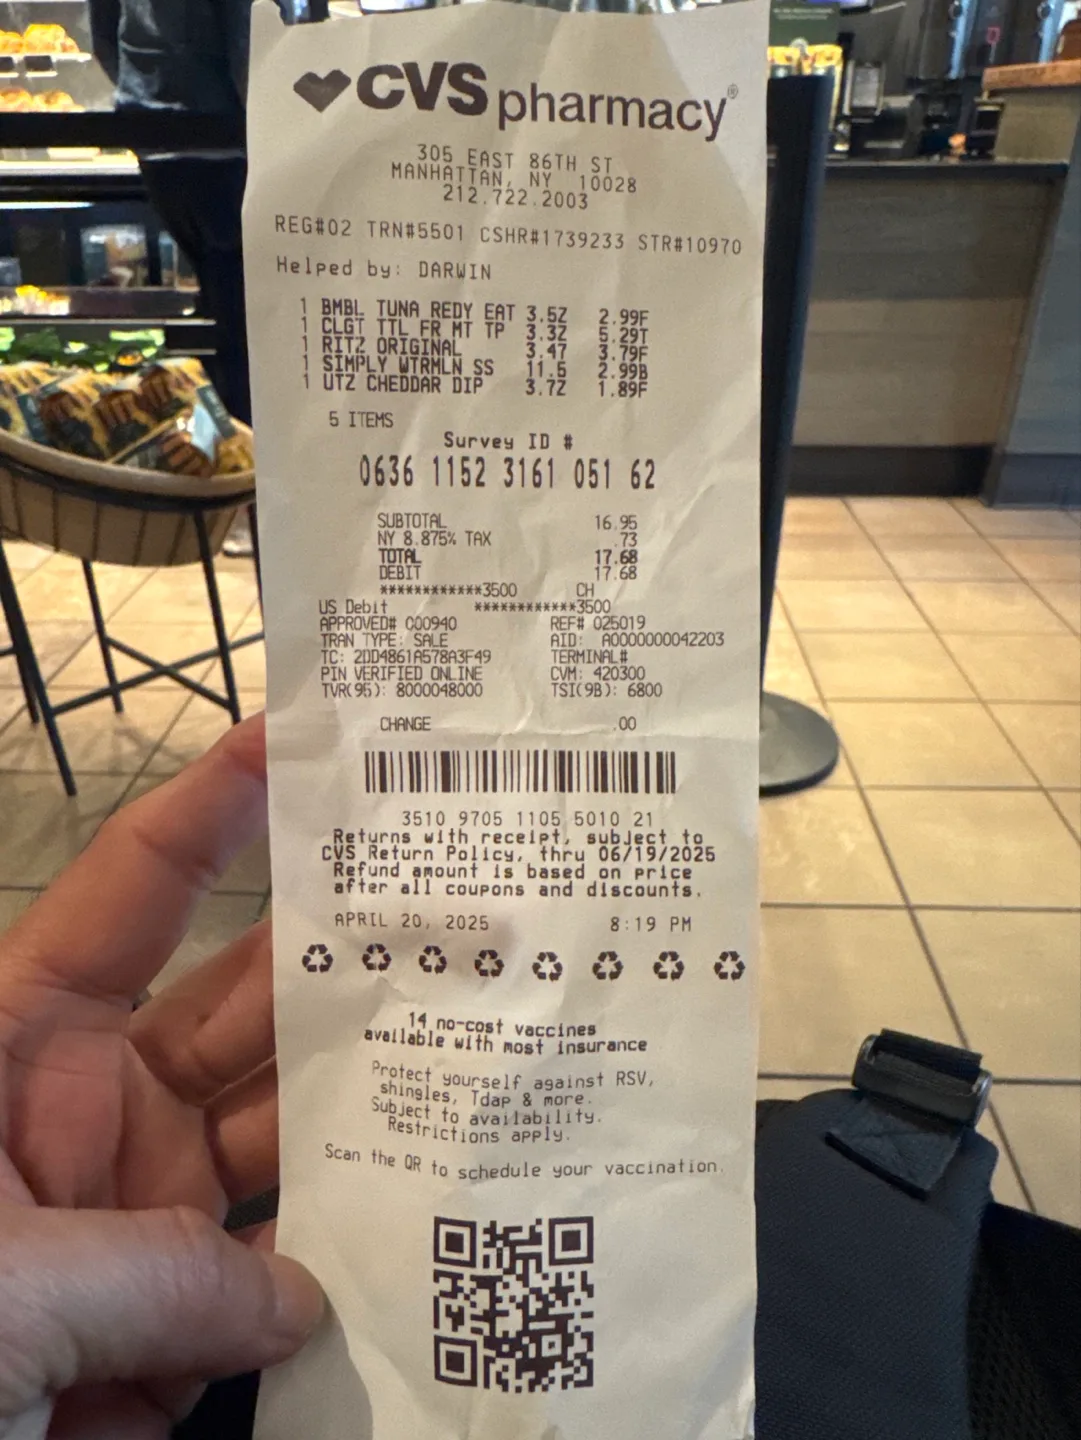 CVS pharmacy®
305 EAST 86TH ST
MANHATTAN, NY 10028
212.722.2003
REG#02 TRN#5501 CSHR#1739233 STR#10970
Helped by: DARWIN
1 BMBL TUNA REDY EAT 3.5Z 2.99F
1 CLGT TTL FR MT TP 3.3Z 5.29T
1 RITZ ORIGINAL 3.47 3.79F
1 SIMPLY WTRMLN SS 11.5 2.99B
1 UTZ CHEDDAR DIP 3.7Z 1.89F
5 ITEMS
Survey ID #
0636 1152 3161 051 62
SUBTOTAL 16.95
NY 8.875% TAX .73
TOTAL 17.68
DEBIT 17.68
************3500 CH
US Debit ************3500
APPROVED# 000940 REF# 025019
TRAN TYPE: SALE AID: A0000000042203
TC: 2DD4861A578A3F49 TERMINAL#
PIN VERIFIED ONLINE CVM: 420300
TVR(95): 8000048000 TSI(9B): 6800
CHANGE .00
3510 9705 1105 5010 21
Returns with receipt, subject to
CVS Return Policy, thru 06/19/2025
Refund amount is based on price
after all coupons and discounts.
APRIL 20, 2025 8:19 PM
14 no-cost vaccines
available with most insurance
Protect yourself against RSV,
shingles, Tdap & more.
Subject to availability.
Restrictions apply.
Scan the QR to schedule your vaccination.